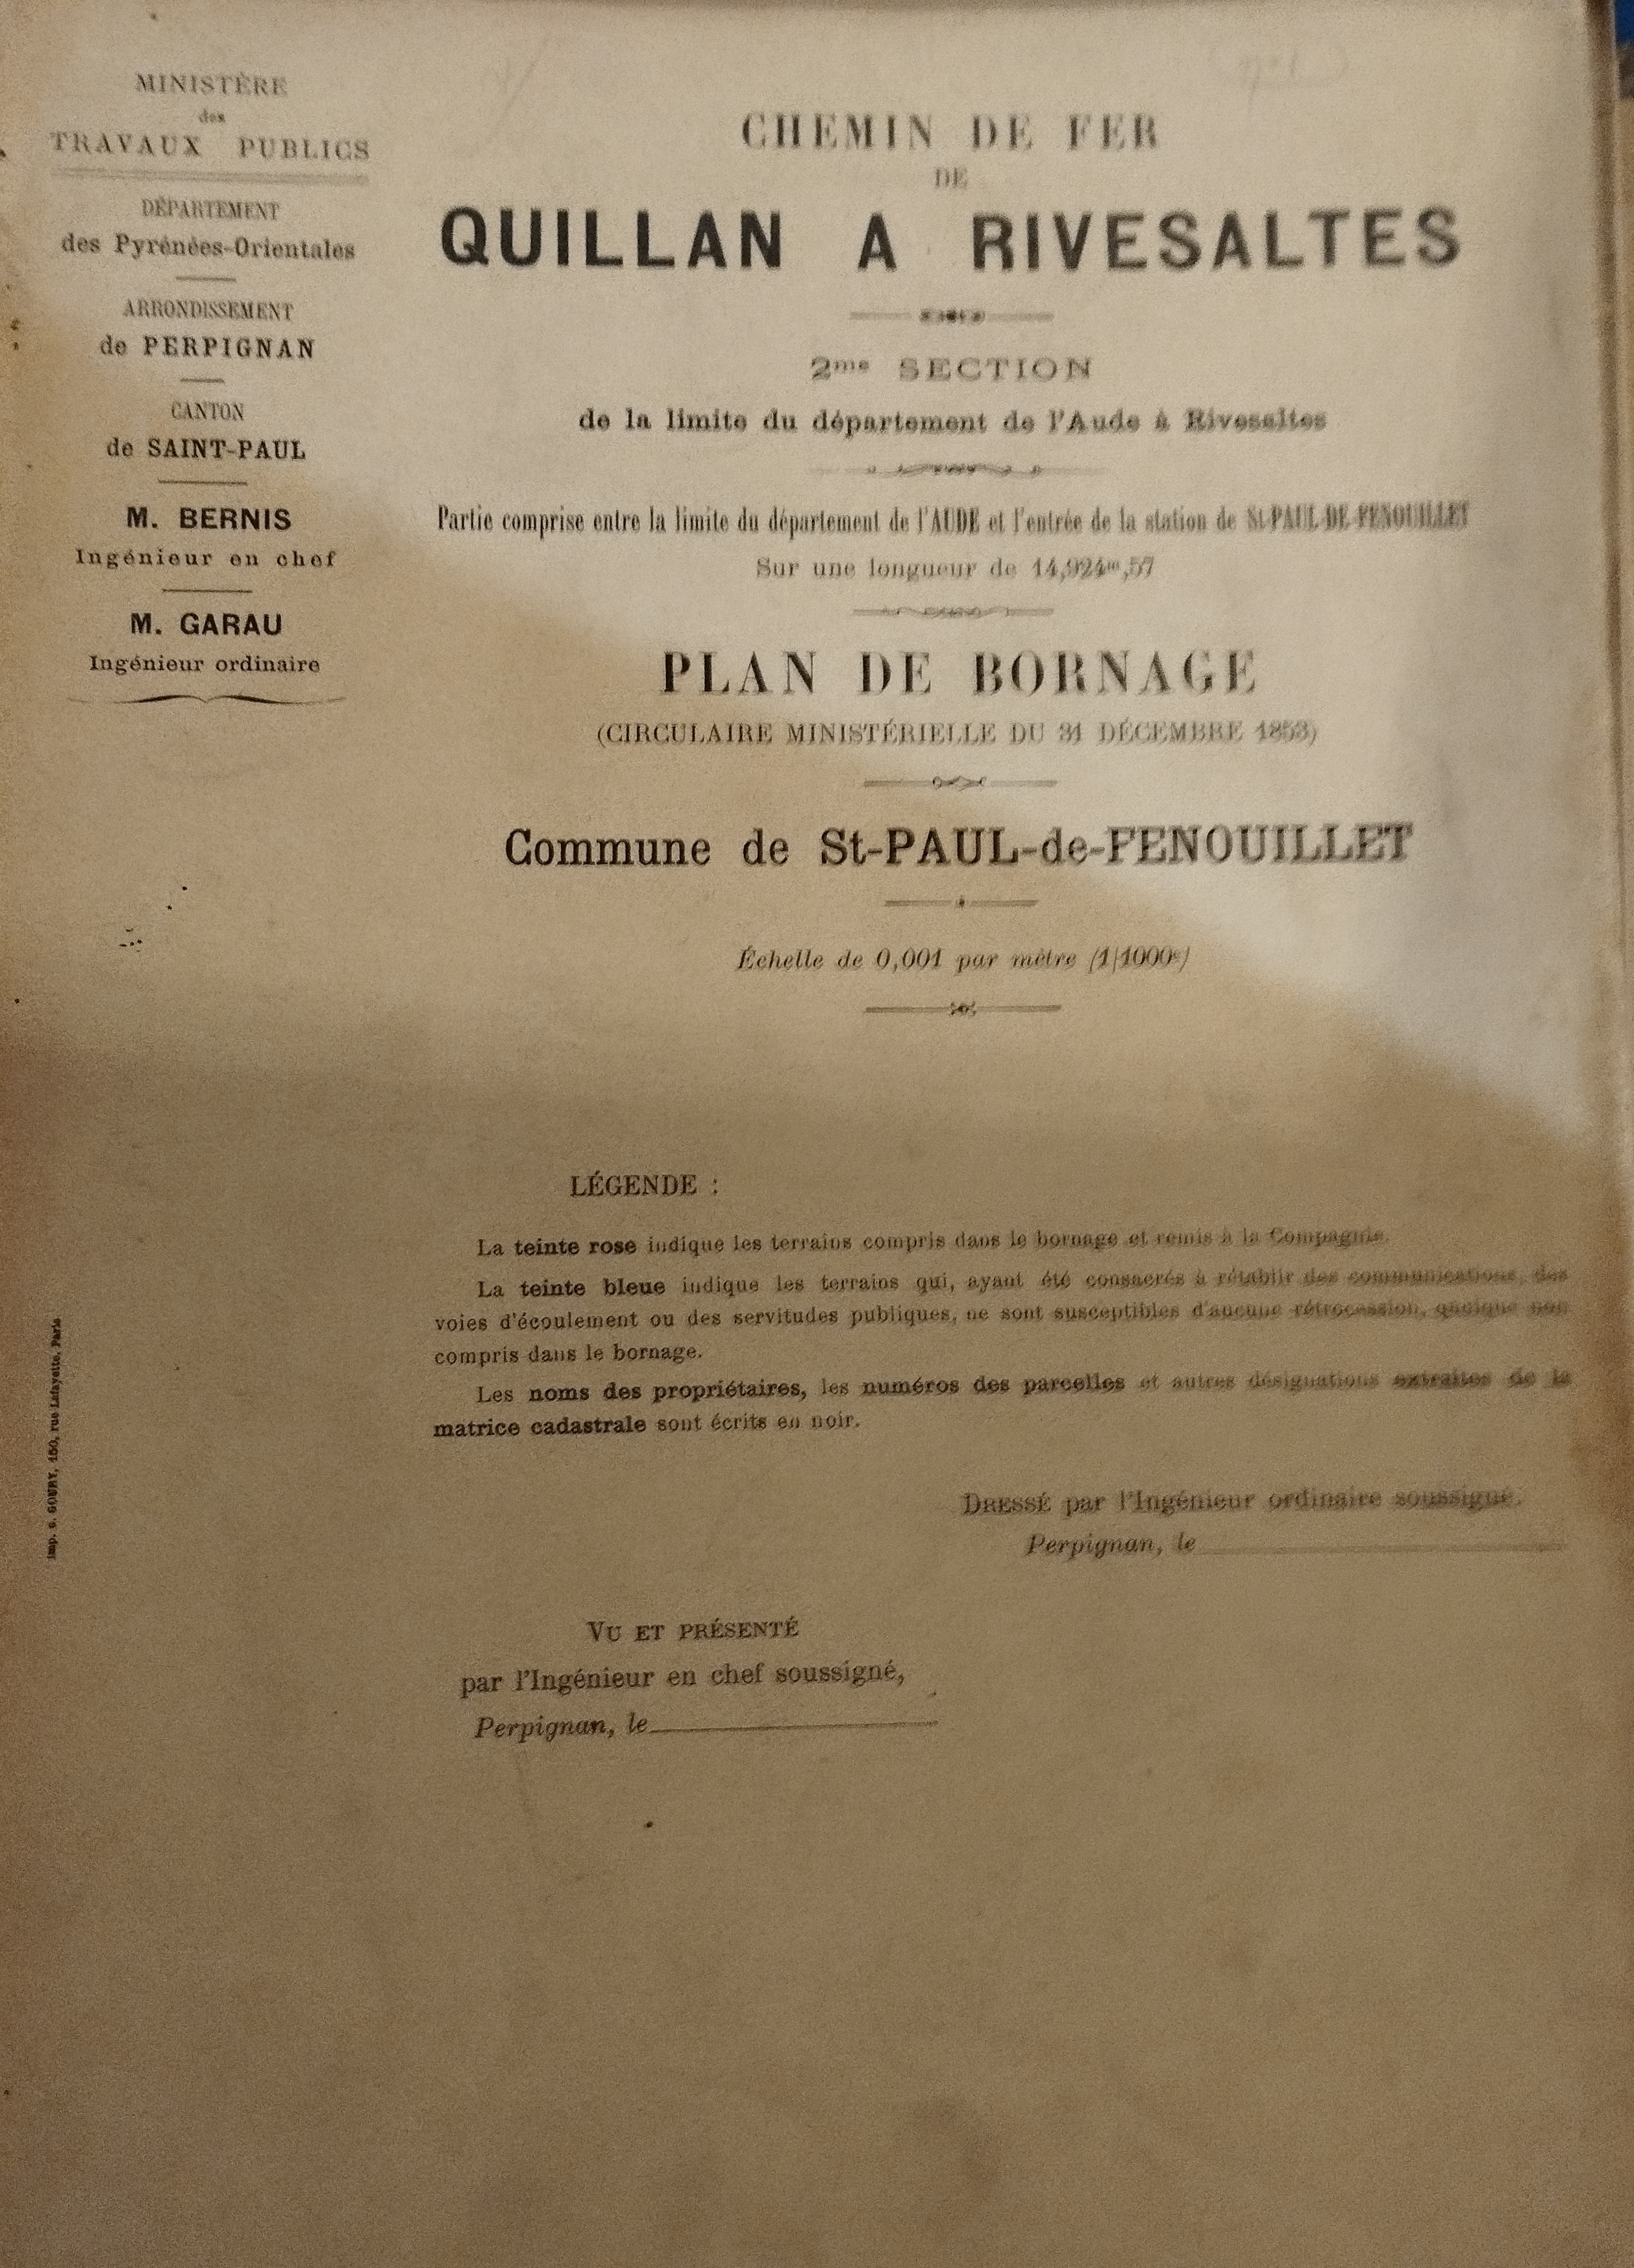 MINISTÈRE
des
TRAVAUX PUBLICS
DÉPARTEMENT
des Pyrénées-Orientales
ARRONDISSEMENT
de PERPIGNAN
CANTON
de SAINT-PAUL
M. BERNIS
Ingénieur en chef
M. GARAU
Ingénieur ordinaire
CHEMIN DE FER
DE
QUILLAN A RIVESALTES
2me SECTION
de la limite du département de l'Aude à Rivesaltes
Partie comprise entre la limite du département de l'AUDE et l'entrée de la station de St-PAUL-DE-FENOUILLET
Sur une longueur de 14,924m,57
PLAN DE BORNAGE
(CIRCULAIRE MINISTÉRIELLE DU 31 DÉCEMBRE 1853)
Commune de St-PAUL-de-FENOUILLET
Échelle de 0,001 par mètre (1/1000e)
LÉGENDE :
La teinte rose indique les terrains compris dans le bornage et remis à la Compagnie.
La teinte bleue indique les terrains qui, ayant été consacrés à rétablir des communications, des
voies d'écoulement ou des servitudes publiques, ne sont susceptibles d'aucune rétrocession, quoique non
compris dans le bornage.
Les noms des propriétaires, les numéros des parcelles et autres désignations extraites de la
matrice cadastrale sont écrits en noir.
DRESSÉ par l'Ingénieur ordinaire soussigné.
Perpignan, le
VU ET PRÉSENTÉ
par l'Ingénieur en chef soussigné,
Perpignan, le
Imp. G. GOURY, 150, rue Lafayette, Paris